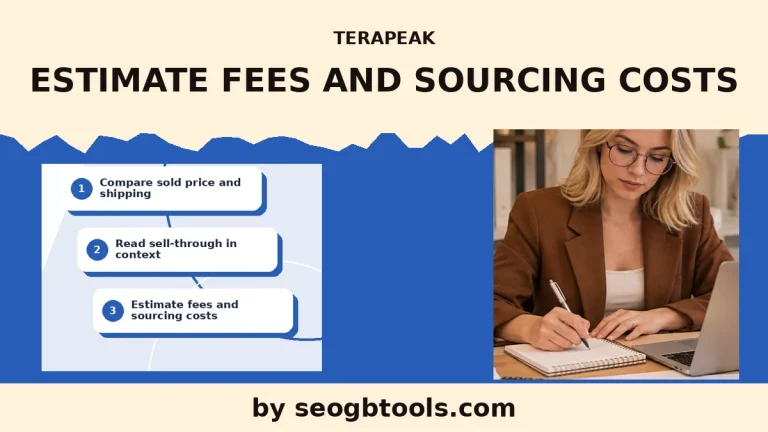 TERAPEAK
ESTIMATE FEES AND SOURCING COSTS
1 Compare sold price and
shipping
2 Read sell-through in
context
3 Estimate fees and
sourcing costs
by seogbtools.com